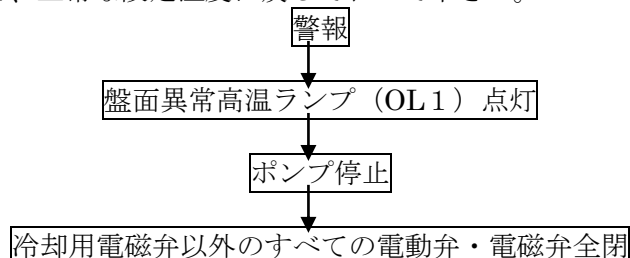 警報
盤面異常高温ランプ（OL１）点灯
ポンプ停止
冷却用電磁弁以外のすべての電動弁・電磁弁全閉